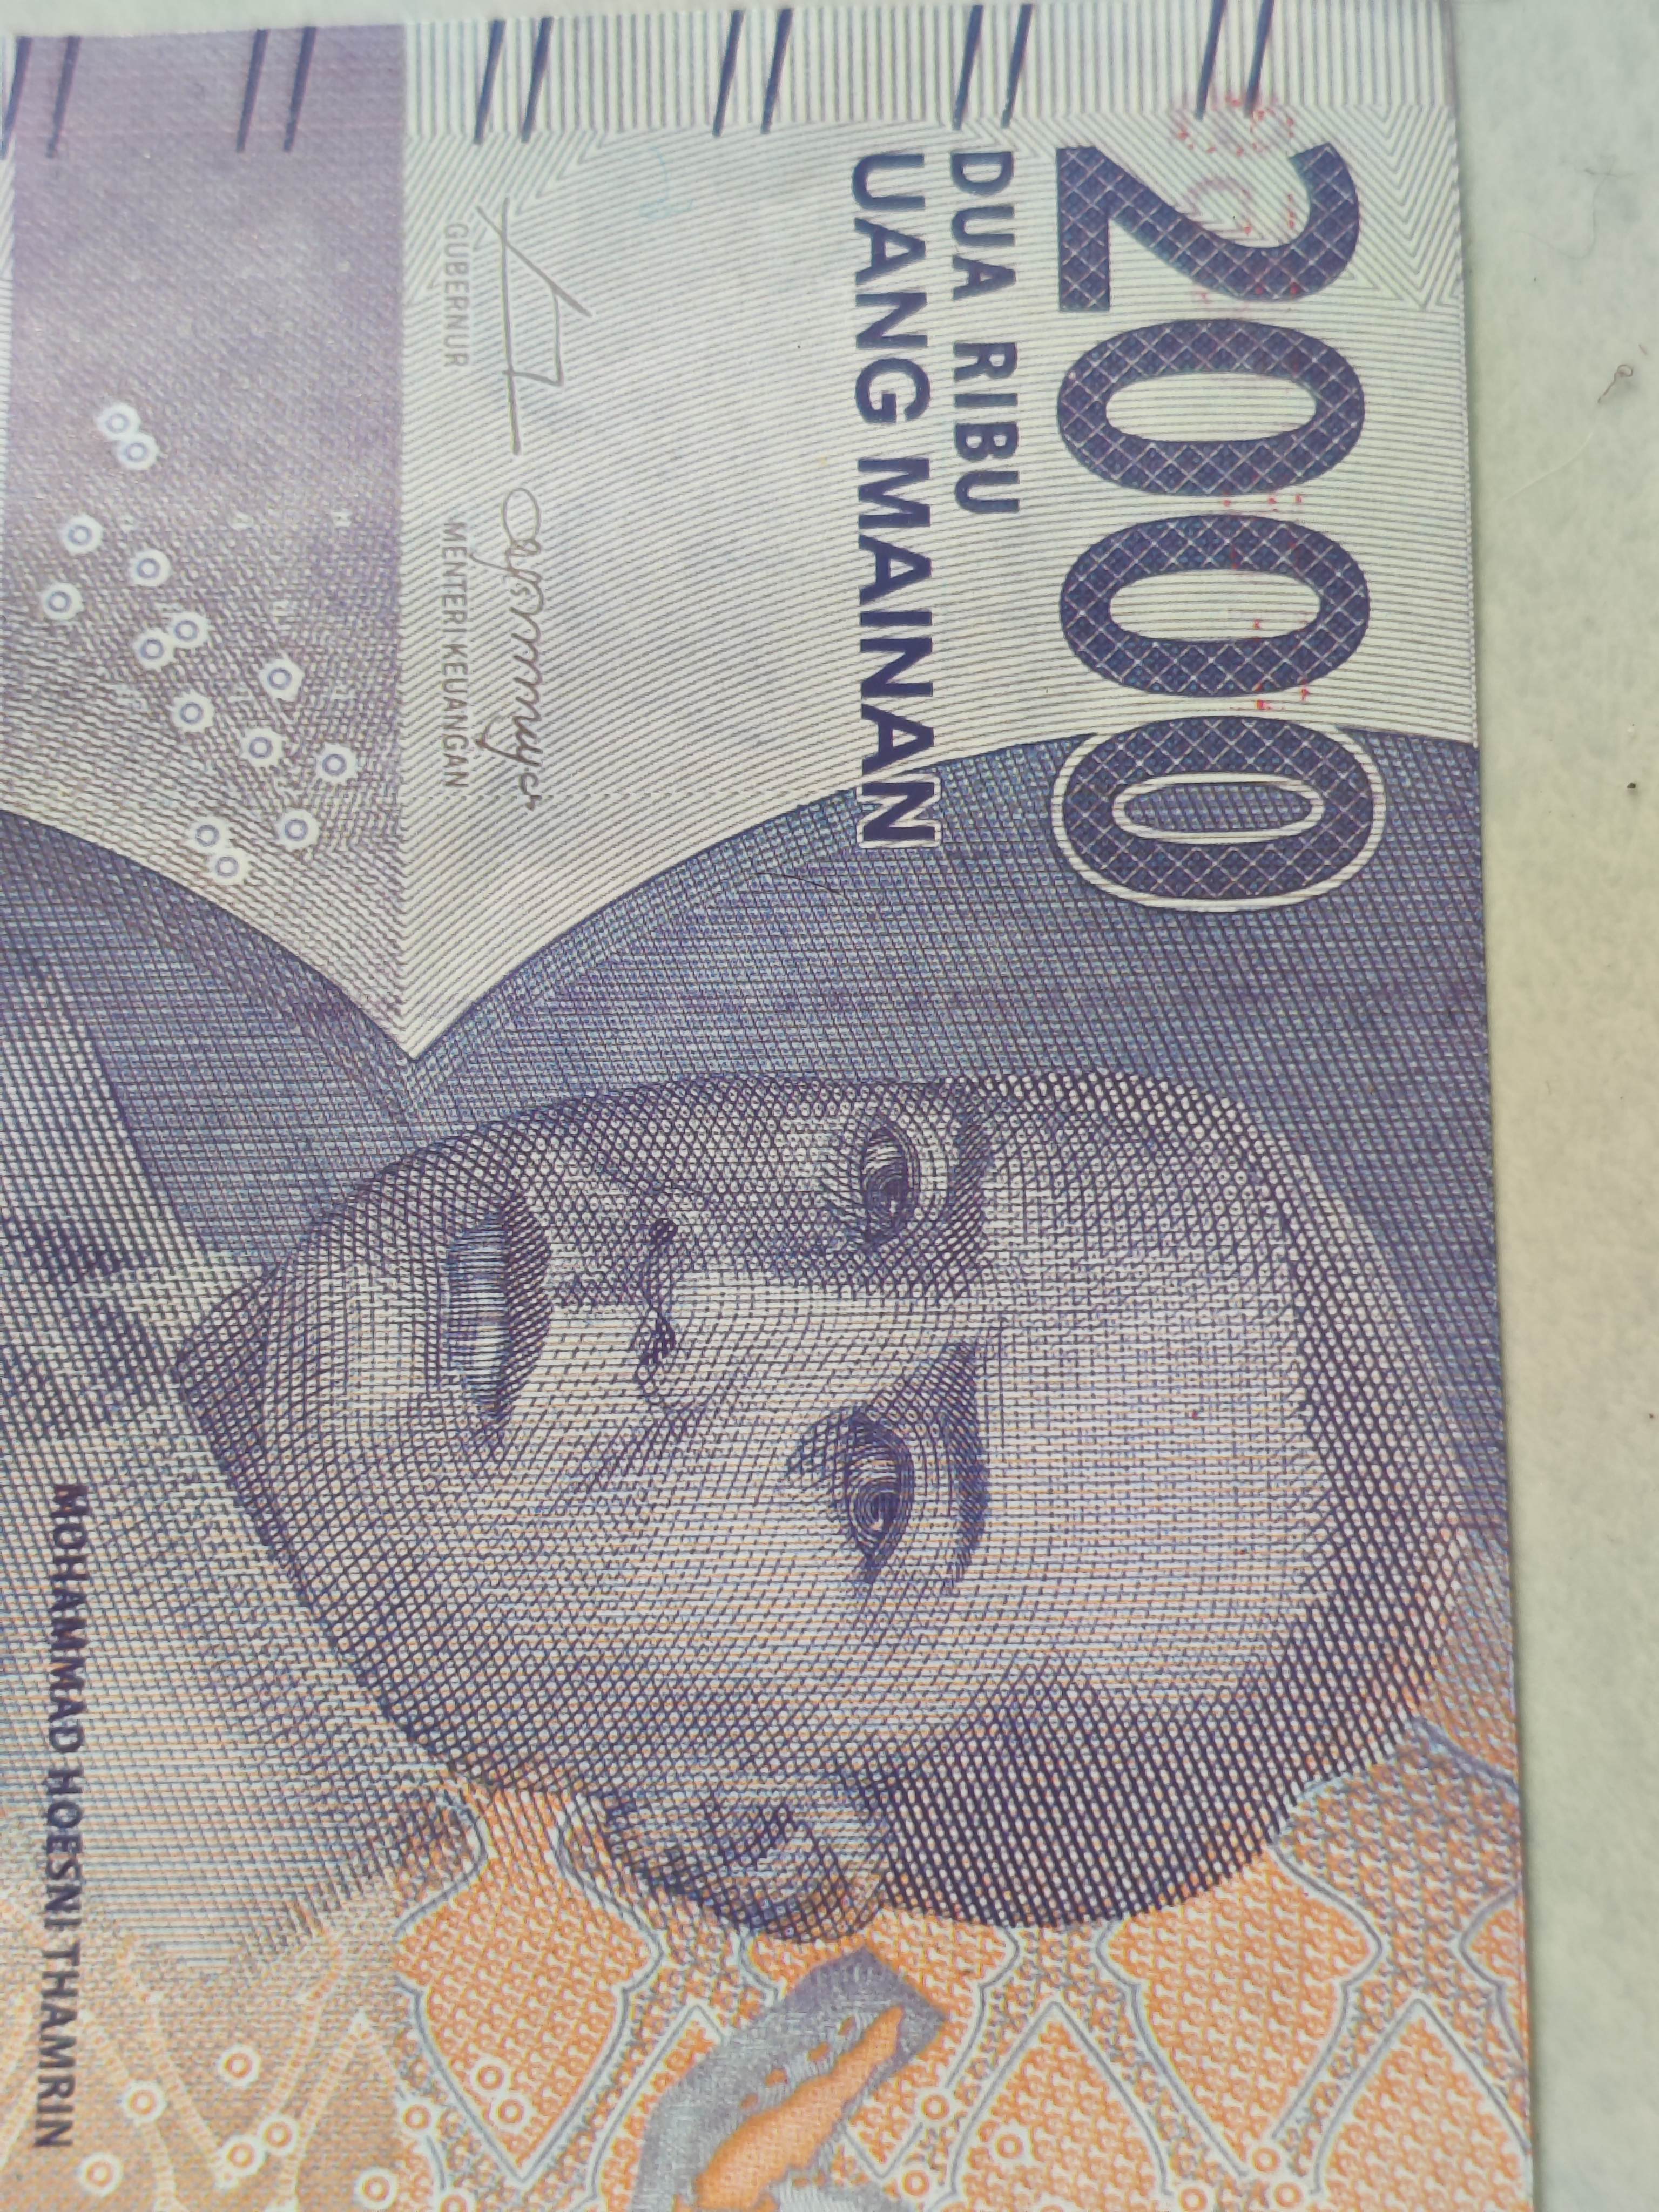 2000
DUA RIBU
UANG MAINAN
GUBERNUR
MENTERI KEUANGAN
MOHAMMAD HOESNI THAMRIN